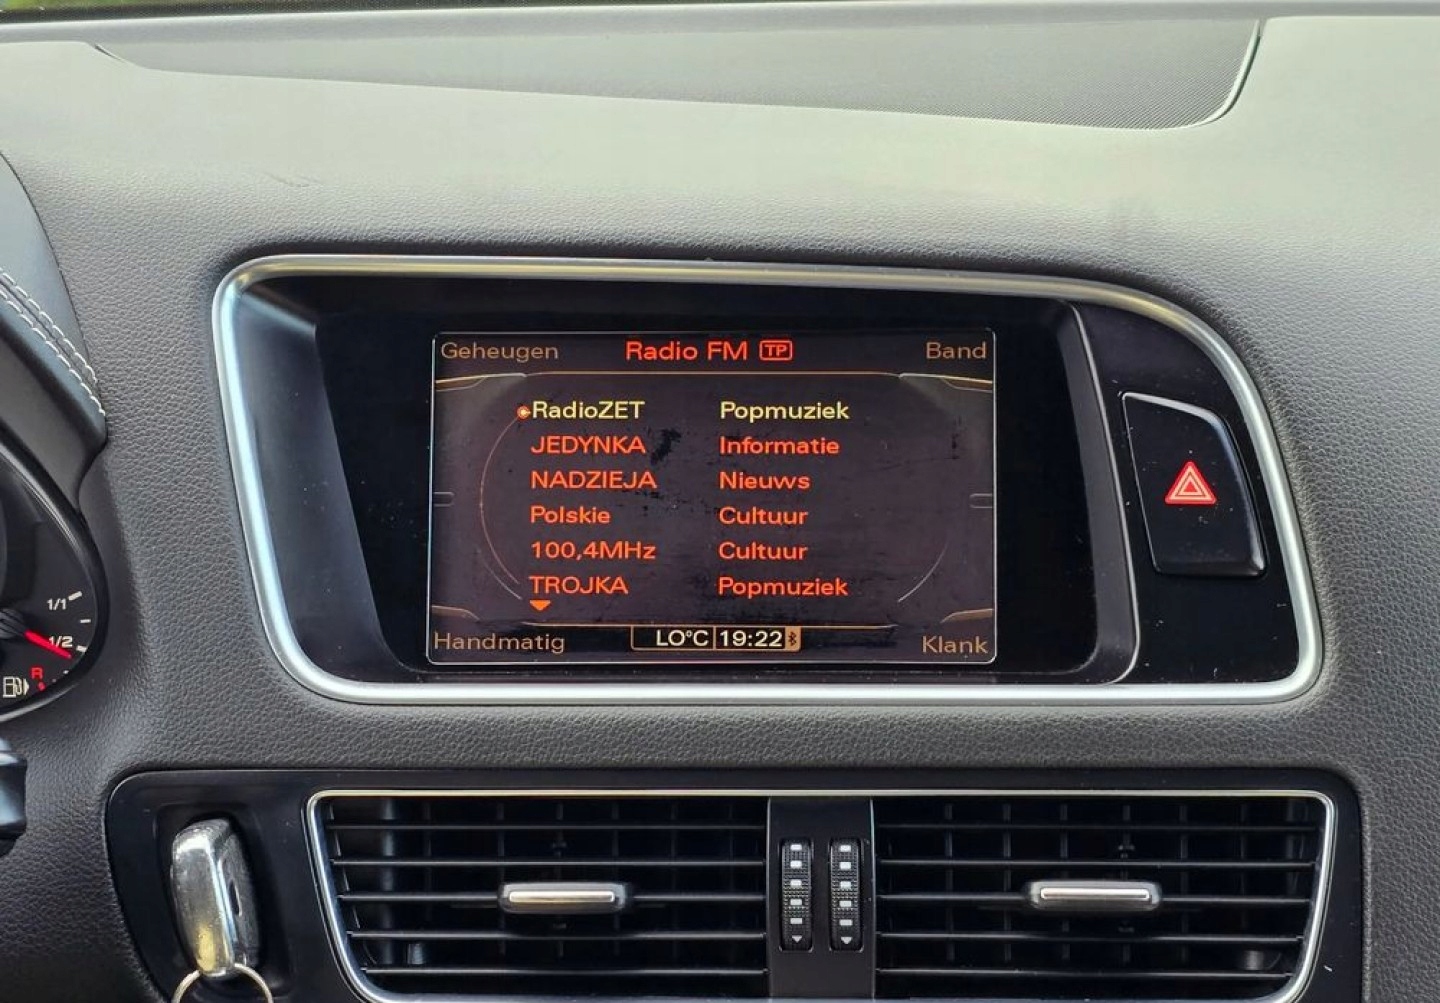 Geheugen Radio FM TP Band
RadioZET Popmuziek
JEDYNKA Informatie
NADZIEJA Nieuws
Polskie Cultuur
100,4MHz Cultuur
TROJKA Popmuziek
Handmatig LO°C 19:22 Klank
1/1
1/2
R